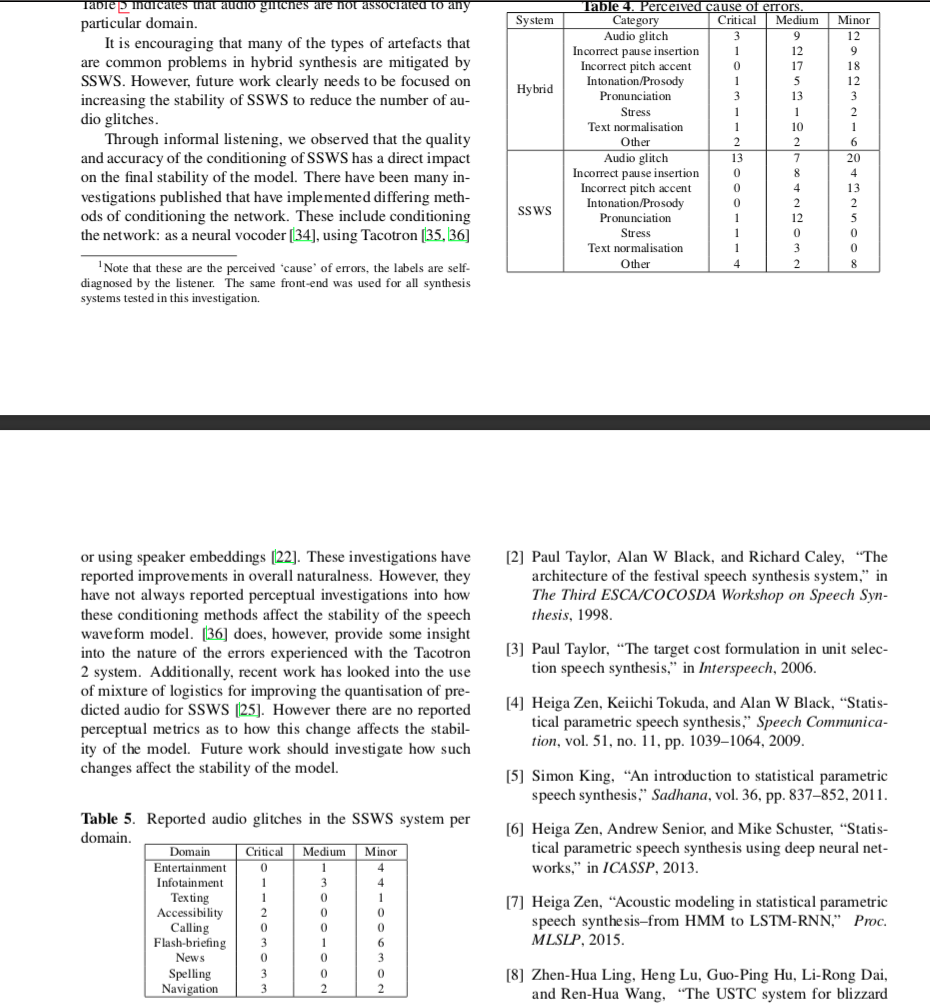 Table 5 indicates that audio glitches are not associated to any
particular domain.
It is encouraging that many of the types of artefacts that
are common problems in hybrid synthesis are mitigated by
SSWS. However, future work clearly needs to be focused on
increasing the stability of SSWS to reduce the number of au-
dio glitches.
Through informal listening, we observed that the quality
and accuracy of the conditioning of SSWS has a direct impact
on the final stability of the model. There have been many in-
vestigations published that have implemented differing meth-
ods of conditioning the network. These include conditioning
the network: as a neural vocoder [34], using Tacotron [35, 36]
1Note that these are the perceived ‘cause’ of errors, the labels are self-
diagnosed by the listener. The same front-end was used for all synthesis
systems tested in this investigation.
Table 4. Perceived cause of errors.
System Category Critical Medium Minor
Hybrid
Audio glitch 3 9 12
Incorrect pause insertion 1 12 9
Incorrect pitch accent 0 17 18
Intonation/Prosody 1 5 12
Pronunciation 3 13 3
Stress 1 1 2
Text normalisation 1 10 1
Other 2 2 6
SSWS
Audio glitch 13 7 20
Incorrect pause insertion 0 8 4
Incorrect pitch accent 0 4 13
Intonation/Prosody 0 2 2
Pronunciation 1 12 5
Stress 1 0 0
Text normalisation 1 3 0
Other 4 2 8
or using speaker embeddings [22]. These investigations have
reported improvements in overall naturalness. However, they
have not always reported perceptual investigations into how
these conditioning methods affect the stability of the speech
waveform model. [36] does, however, provide some insight
into the nature of the errors experienced with the Tacotron
2 system. Additionally, recent work has looked into the use
of mixture of logistics for improving the quantisation of pre-
dicted audio for SSWS [25]. However there are no reported
perceptual metrics as to how this change affects the stabil-
ity of the model. Future work should investigate how such
changes affect the stability of the model.
Table 5. Reported audio glitches in the SSWS system per
domain.
Domain Critical Medium Minor
Entertainment 0 1 4
Infotainment 1 3 4
Texting 1 0 1
Accessibility 2 0 0
Calling 0 0 0
Flash-briefing 3 1 6
News 0 0 3
Spelling 3 0 0
Navigation 3 2 2
[2] Paul Taylor, Alan W Black, and Richard Caley, “The
architecture of the festival speech synthesis system,” in
The Third ESCA/COCOSDA Workshop on Speech Syn-
thesis, 1998.
[3] Paul Taylor, “The target cost formulation in unit selec-
tion speech synthesis,” in Interspeech, 2006.
[4] Heiga Zen, Keiichi Tokuda, and Alan W Black, “Statis-
tical parametric speech synthesis,” Speech Communica-
tion, vol. 51, no. 11, pp. 1039–1064, 2009.
[5] Simon King, “An introduction to statistical parametric
speech synthesis,” Sadhana, vol. 36, pp. 837–852, 2011.
[6] Heiga Zen, Andrew Senior, and Mike Schuster, “Statis-
tical parametric speech synthesis using deep neural net-
works,” in ICASSP, 2013.
[7] Heiga Zen, “Acoustic modeling in statistical parametric
speech synthesis–from HMM to LSTM-RNN,” Proc.
MLSLP, 2015.
[8] Zhen-Hua Ling, Heng Lu, Guo-Ping Hu, Li-Rong Dai,
and Ren-Hua Wang, “The USTC system for blizzard